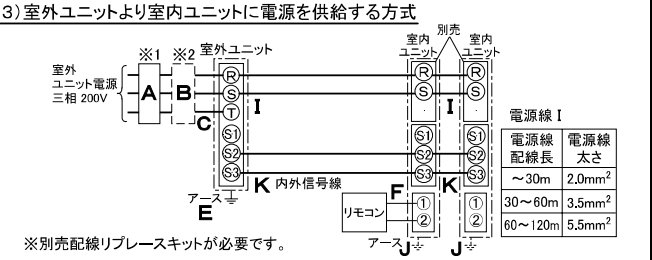 3）室外ユニットより室内ユニットに電源を供給する方式
別売
※1 ※2 室外ユニット
室内ユニット
室内ユニット
室外
ユニット電源
三相 200V
A
B
C
R
S
T
S1
S2
S3
I
R
S
S1
S2
S3
①
②
I
R
S
S1
S2
S3
①
②
K 内外信号線
F
K
リモコン
アース
E
アース
J
J
電源線 I
電源線配線長 電源線太さ
～30m 2.0mm²
30～60m 3.5mm²
60～120m 5.5mm²
※別売配線リプレースキットが必要です。